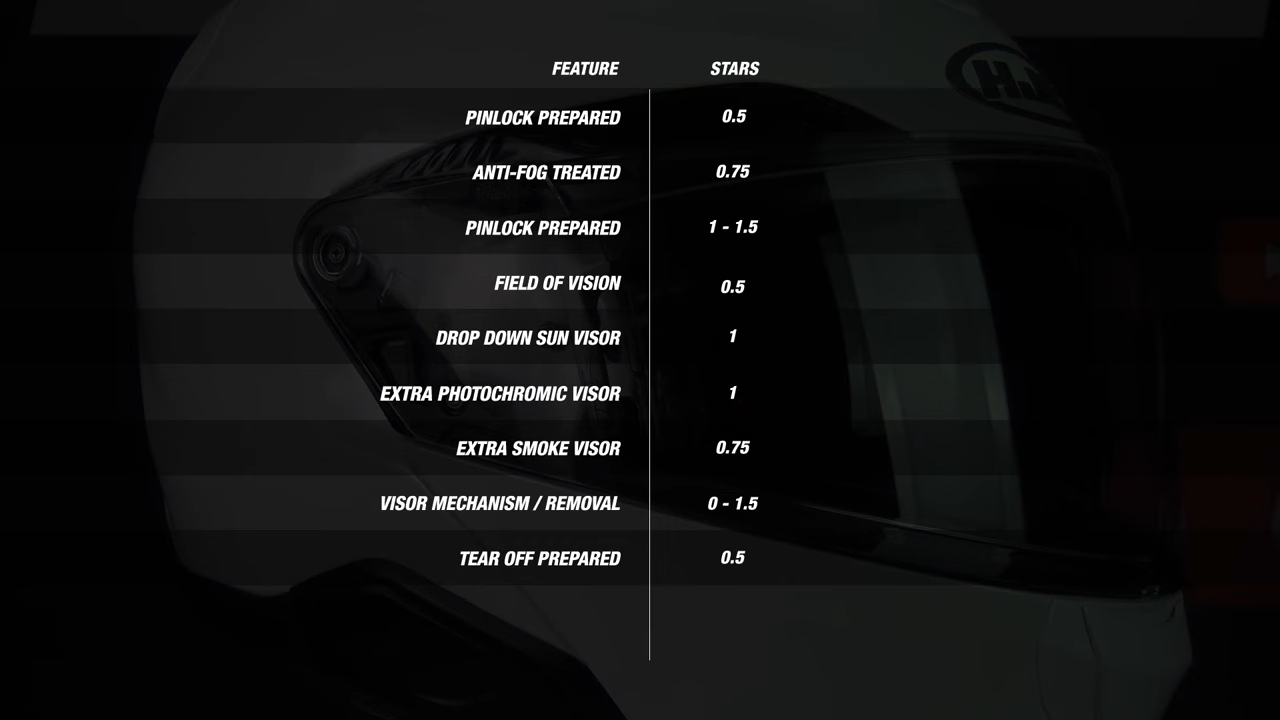 FEATURE STARS
PINLOCK PREPARED 0.5
ANTI-FOG TREATED 0.75
PINLOCK PREPARED 1 - 1.5
FIELD OF VISION 0.5
DROP DOWN SUN VISOR 1
EXTRA PHOTOCHROMIC VISOR 1
EXTRA SMOKE VISOR 0.75
VISOR MECHANISM / REMOVAL 0 - 1.5
TEAR OFF PREPARED 0.5